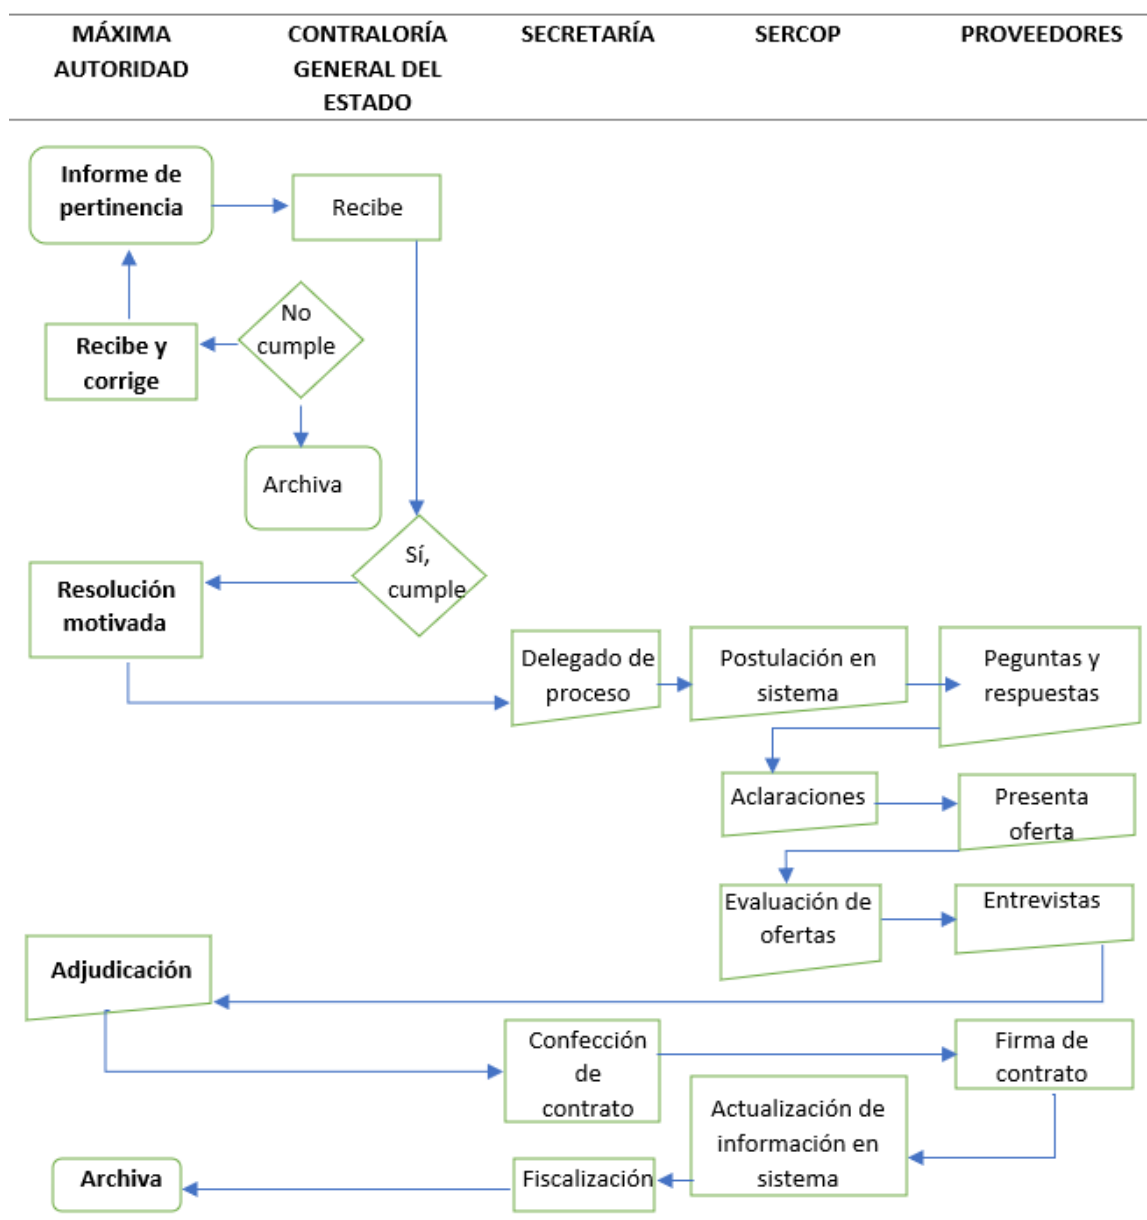 MÁXIMA
AUTORIDAD
CONTRALORÍA
GENERAL DEL
ESTADO
SECRETARÍA
SERCOP
PROVEEDORES
Informe de
pertinencia
Recibe
No
cumple
Recibe y
corrige
Archiva
Sí,
cumple
Resolución
motivada
Delegado de
proceso
Postulación en
sistema
Peguntas y
respuestas
Aclaraciones
Presenta
oferta
Evaluación de
ofertas
Entrevistas
Adjudicación
Confección
de
contrato
Firma de
contrato
Actualización de
información en
sistema
Fiscalización
Archiva